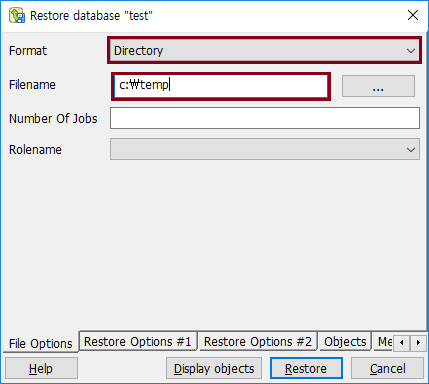 Restore database "test"
Format
Directory
Filename
c:₩temp
...
Number Of Jobs
Rolename
File Options
Restore Options #1
Restore Options #2
Objects
Me
Help
Display objects
Restore
Cancel